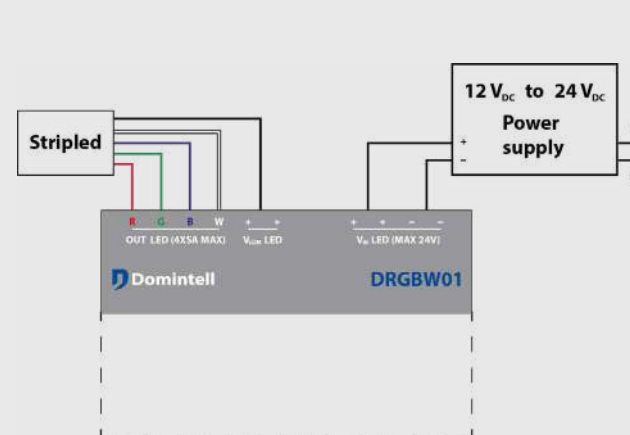 12 VDC to 24 VDC
Power
supply
+
–
Stripled
R G B W + + + + – –
OUT LED (4X5A MAX) VCOM LED VIN LED (MAX 24V)
Domintell DRGBW01